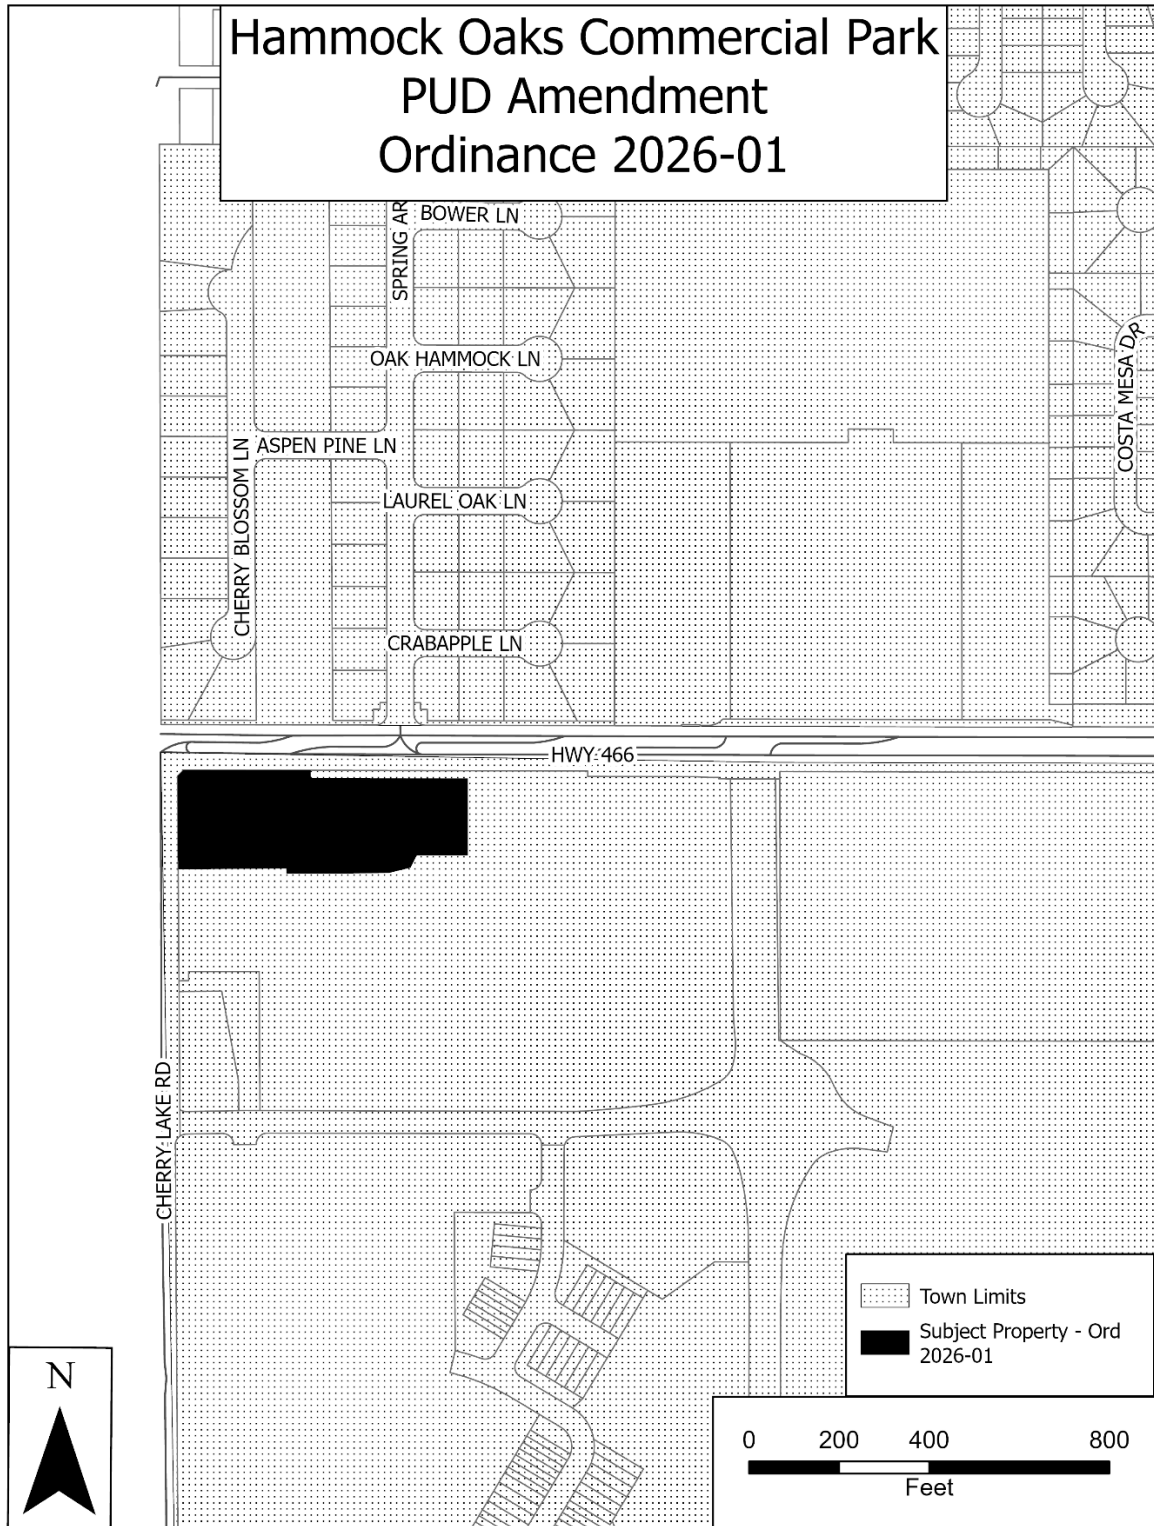 Hammock Oaks Commercial Park
PUD Amendment
Ordinance 2026-01
BOWER LN
SPRING AR
OAK HAMMOCK LN
COSTA MESA DR
ASPEN PINE LN
CHERRY BLOSSOM LN
LAUREL OAK LN
CRABAPPLE LN
HWY 466
CHERRY LAKE RD
Town Limits
Subject Property - Ord
2026-01
N
0 200 400 800
Feet